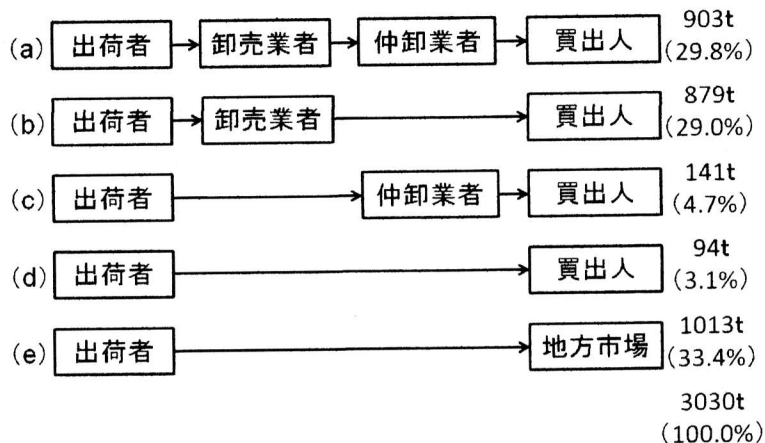 (a) 出荷者 → 卸売業者 → 仲卸業者 → 買出人 903t (29.8%)
(b) 出荷者 → 卸売業者 → 買出人 879t (29.0%)
(c) 出荷者 → 仲卸業者 → 買出人 141t (4.7%)
(d) 出荷者 → 買出人 94t (3.1%)
(e) 出荷者 → 地方市場 1013t (33.4%)
3030t
(100.0%)